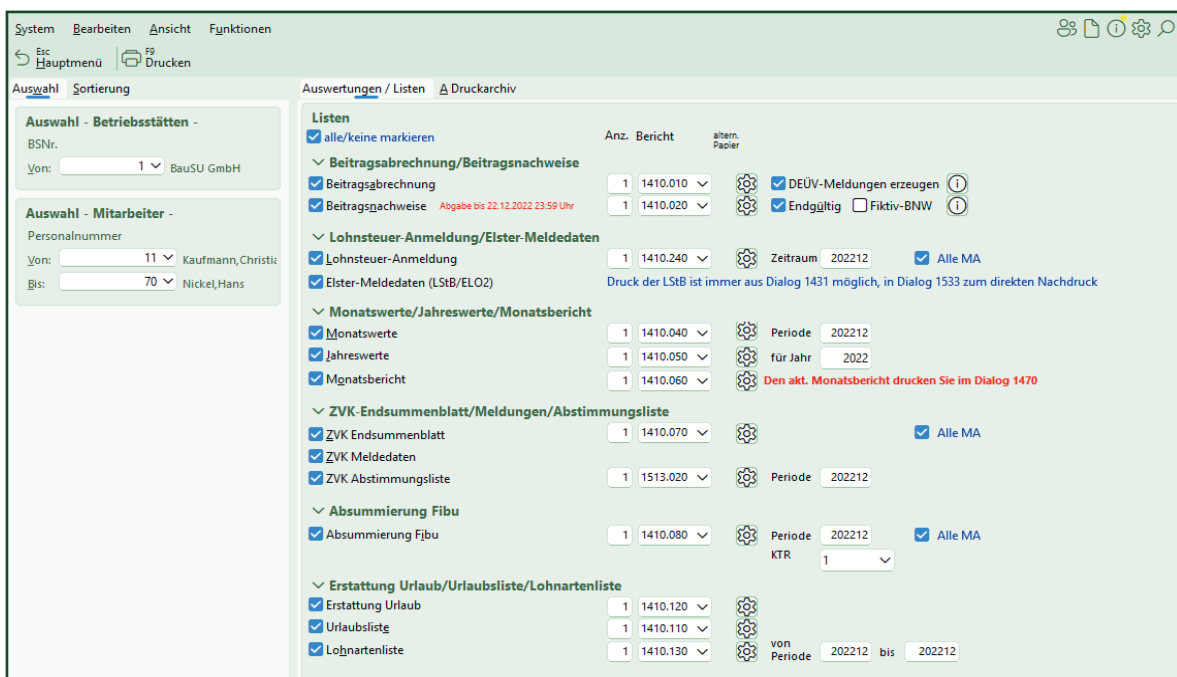 System Bearbeiten Ansicht Funktionen
Esc Hauptmenü F9 Drucken
Auswahl Sortierung
Auswahl - Betriebsstätten -
BSNr.
Von: 1 BauSU GmbH
Auswahl - Mitarbeiter -
Personalnummer
Von: 11 Kaufmann,Christia
Bis: 70 Nickel,Hans
Auswertungen / Listen A Druckarchiv
Listen
alle/keine markieren Anz. Bericht altern. Papier
Beitragsabrechnung/Beitragsnachweise
Beitragsabrechnung 1 1410.010 DEÜV-Meldungen erzeugen
Beitragsnachweise Abgabe bis 22.12.2022 23:59 Uhr 1 1410.020 Endgültig Fiktiv-BNW
Lohnsteuer-Anmeldung/Elster-Meldedaten
Lohnsteuer-Anmeldung 1 1410.240 Zeitraum 202212 Alle MA
Elster-Meldedaten (LStB/ELO2) Druck der LStB ist immer aus Dialog 1431 möglich, in Dialog 1533 zum direkten Nachdruck
Monatswerte/Jahreswerte/Monatsbericht
Monatswerte 1 1410.040 Periode 202212
Jahreswerte 1 1410.050 für Jahr 2022
Monatsbericht 1 1410.060 Den akt. Monatsbericht drucken Sie im Dialog 1470
ZVK-Endsummenblatt/Meldungen/Abstimmungsliste
ZVK Endsummenblatt 1 1410.070 Alle MA
ZVK Meldedaten
ZVK Abstimmungsliste 1 1513.020 Periode 202212
Absummierung Fibu
Absummierung Fibu 1 1410.080 Periode 202212 Alle MA
KTR 1
Erstattung Urlaub/Urlaubsliste/Lohnartenliste
Erstattung Urlaub 1 1410.120
Urlaubsliste 1 1410.110
Lohnartenliste 1 1410.130 von Periode 202212 bis 202212